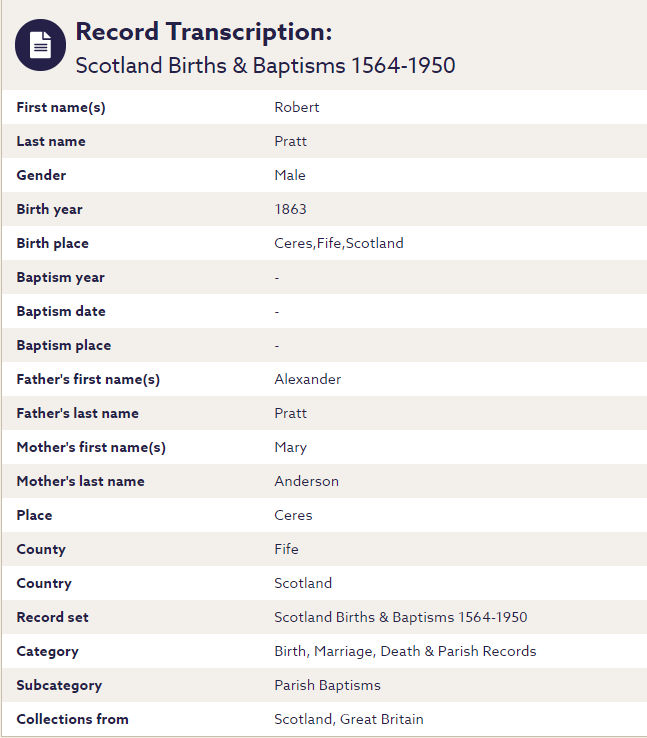 Record Transcription:
Scotland Births & Baptisms 1564-1950
First name(s) Robert
Last name Pratt
Gender Male
Birth year 1863
Birth place Ceres,Fife,Scotland
Baptism year -
Baptism date -
Baptism place -
Father's first name(s) Alexander
Father's last name Pratt
Mother's first name(s) Mary
Mother's last name Anderson
Place Ceres
County Fife
Country Scotland
Record set Scotland Births & Baptisms 1564-1950
Category Birth, Marriage, Death & Parish Records
Subcategory Parish Baptisms
Collections from Scotland, Great Britain